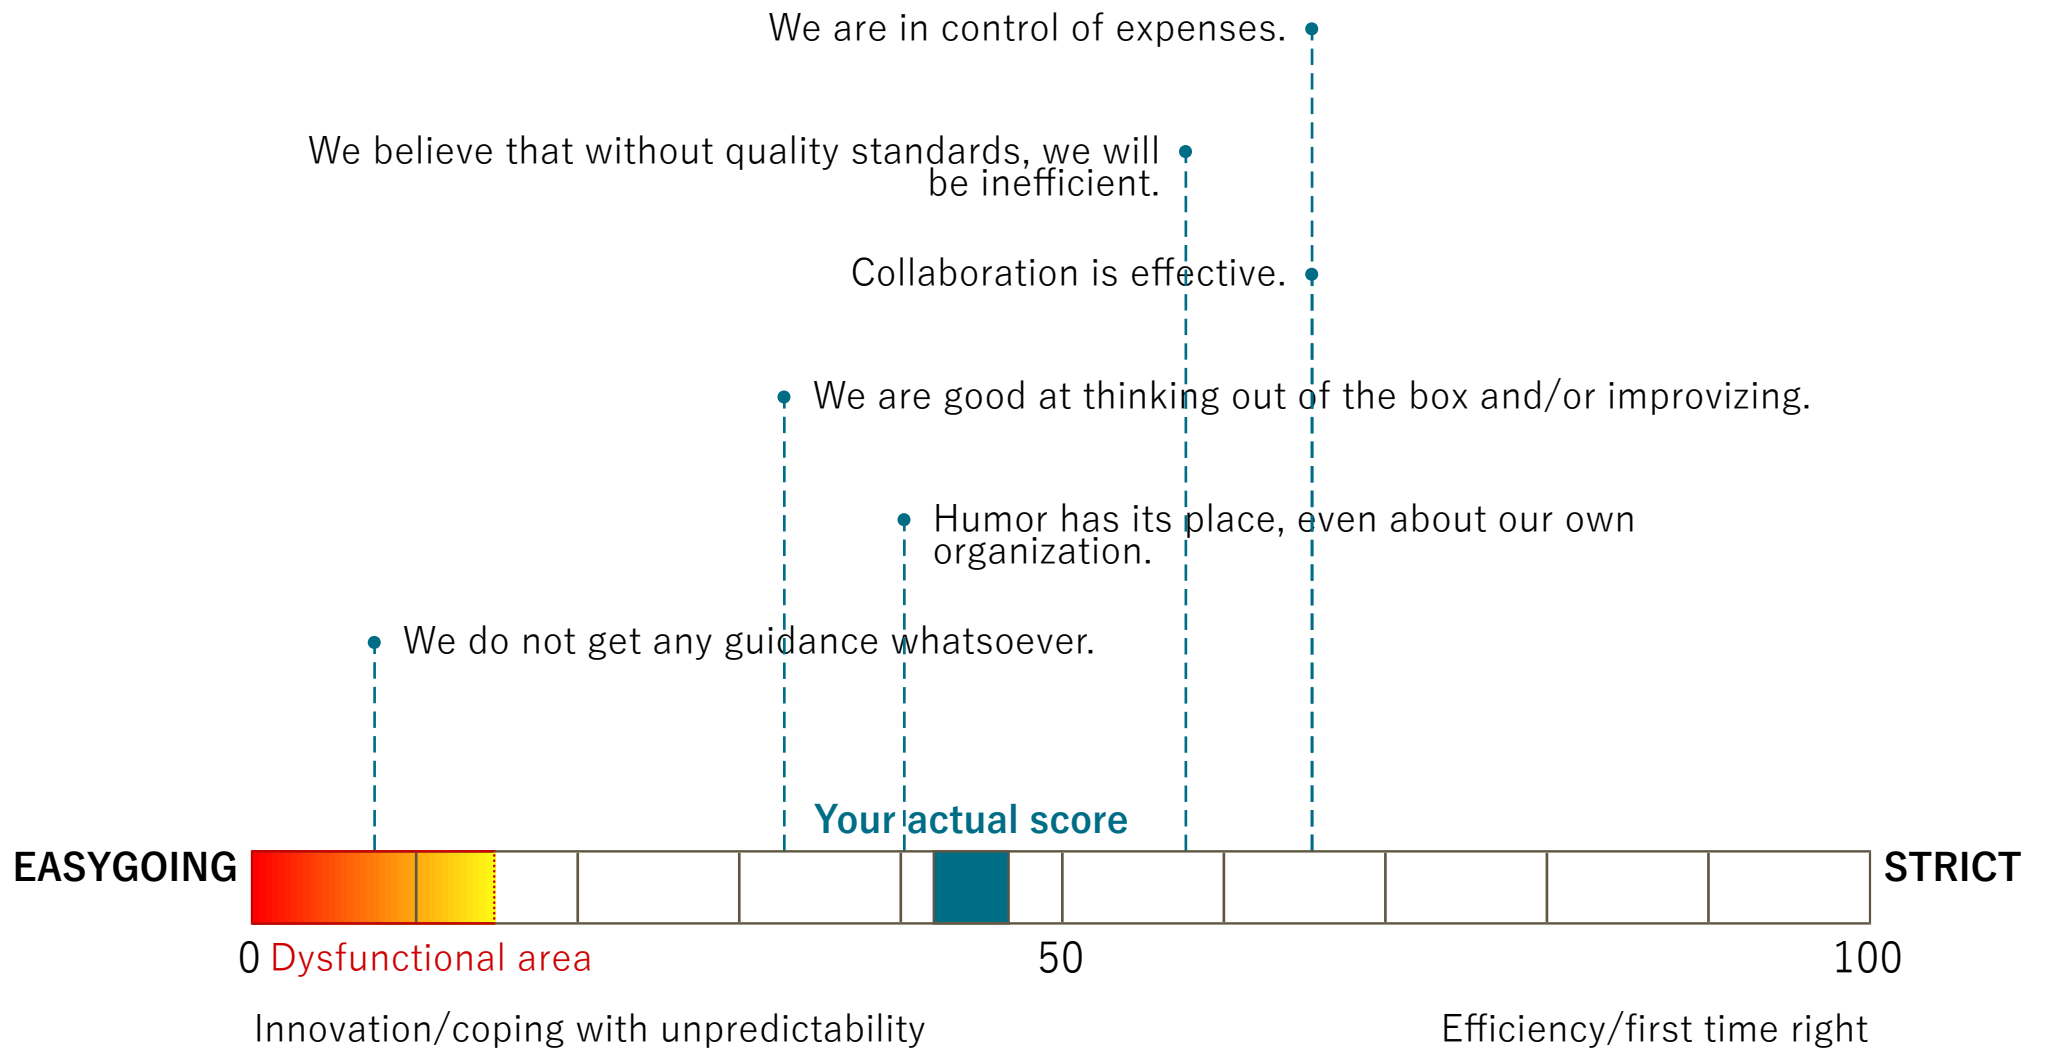 We are in control of expenses.
We believe that without quality standards, we will
be inefficient.
Collaboration is effective.
We are good at thinking out of the box and/or improvizing.
Humor has its place, even about our own
organization.
We do not get any guidance whatsoever.
Your actual score
EASYGOING
STRICT
0 Dysfunctional area
50
100
Innovation/coping with unpredictability
Efficiency/first time right